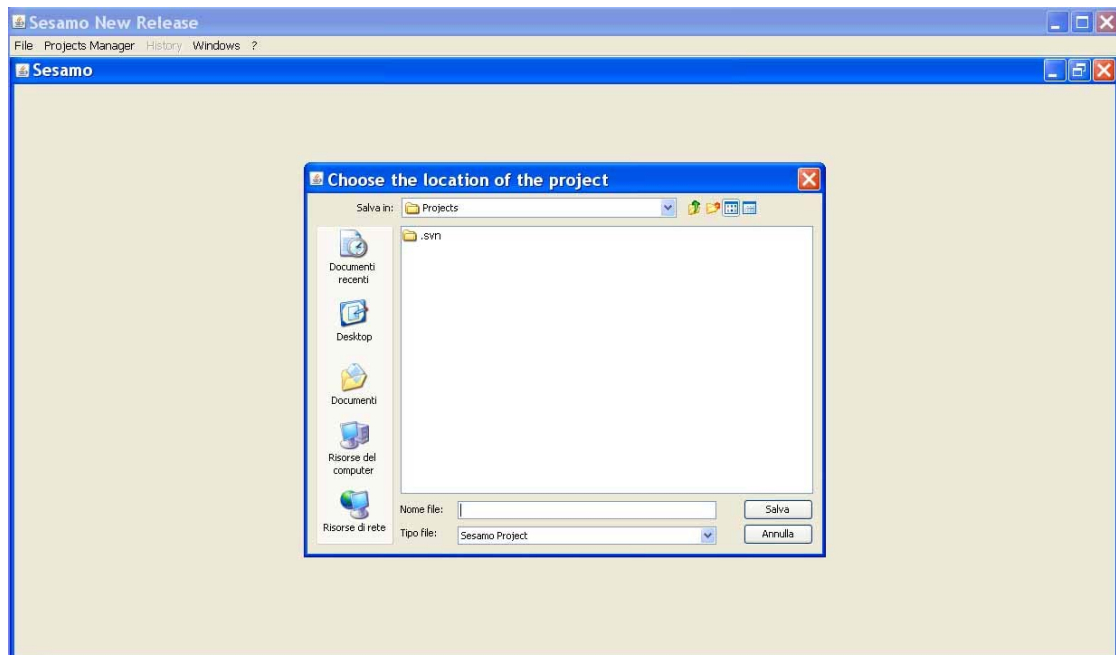 Sesamo New Release
File Projects Manager History Windows ?
Sesamo
Choose the location of the project
Salva in: Projects
.svn
Documenti
recenti
Desktop
Documenti
Risorse del
computer
Risorse di rete
Nome file:
Salva
Tipo file: Sesamo Project
Annulla